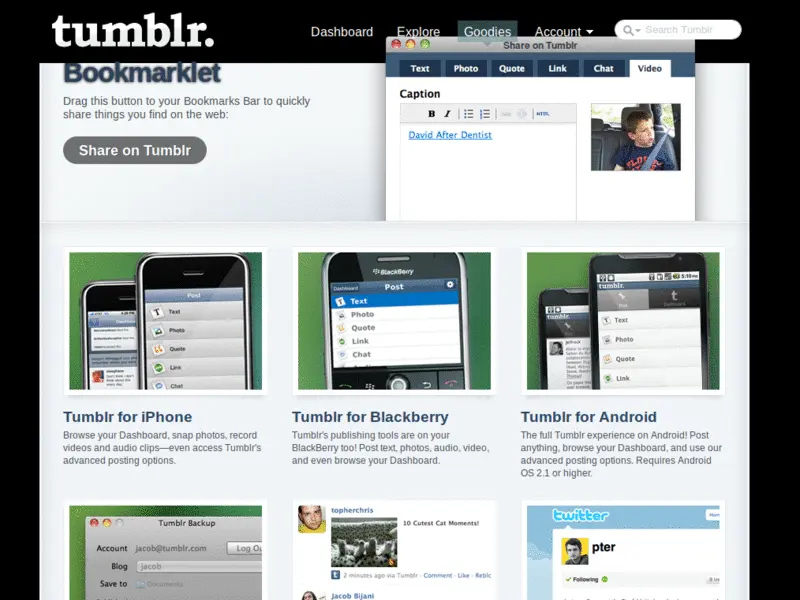 tumblr.
Dashboard Explore Goodies Account
Search Tumblr
Bookmarklet
Drag this button to your Bookmarks Bar to quickly
share things you find on the web:
Share on Tumblr
Share on Tumblr
Text Photo Quote Link Chat Video
Caption
B I HTML
David After Dentist
Post
Text
Photo
Quote
Link
Chat
BlackBerry
Dashboard Post
Text
Photo
Quote
Link
Chat
5:10 PM
tumblr.
Post Dashboard
Text
Photo
Quote
Link
Tumblr for iPhone
Browse your Dashboard, snap photos, record
videos and audio clips—even access Tumblr's
advanced posting options.
Tumblr for Blackberry
Tumblr's publishing tools are on your
BlackBerry too! Post text, photos, audio, video,
and even browse your Dashboard.
Tumblr for Android
The full Tumblr experience on Android! Post
anything, browse your Dashboard, and use our
advanced posting options. Requires Android
OS 2.1 or higher.
Tumblr Backup
Account jacob@tumblr.com Log Ou
Blog jacob
Save to Documents
topherchris
10 Cutest Cat Moments!
2 minutes ago via Tumblr · Comment · Like · Reblo
Jacob Bijani
twitter
pter
Following